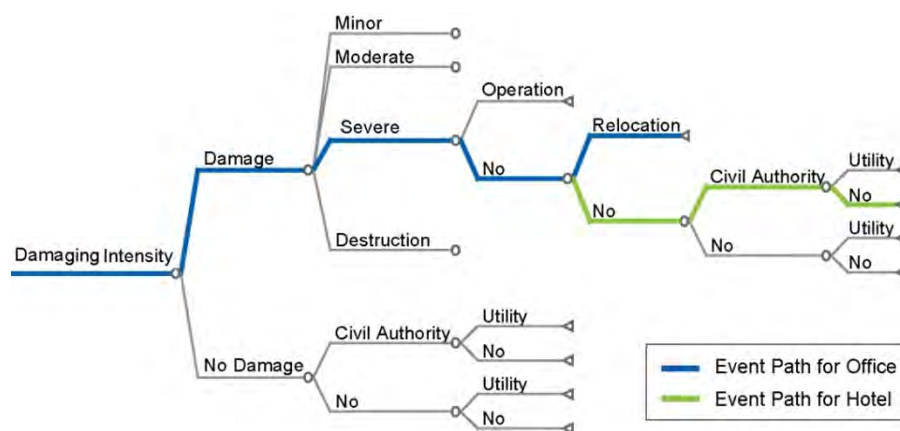 Minor
Moderate
Operation
Severe
Relocation
Damage
No
Utility
Civil Authority
No
No
Utility
Destruction
No
Damaging Intensity
No
Utility
Civil Authority
No
No Damage
Utility
No
No
Event Path for Office
Event Path for Hotel